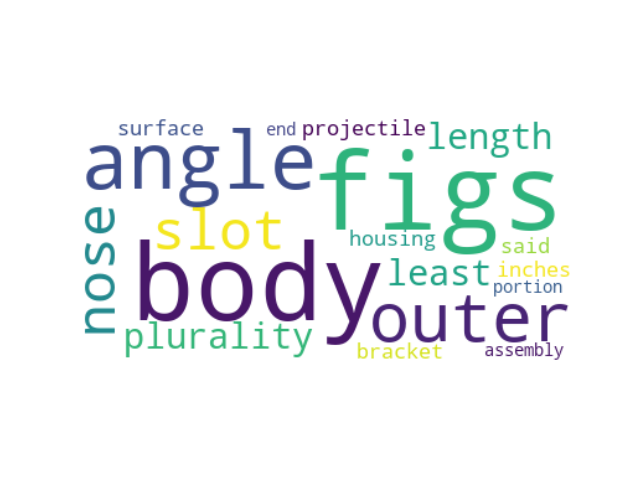 surface
end
projectile
length
angle
figs
nose
slot
housing
said
body
least
inches
portion
outer
plurality
bracket
assembly